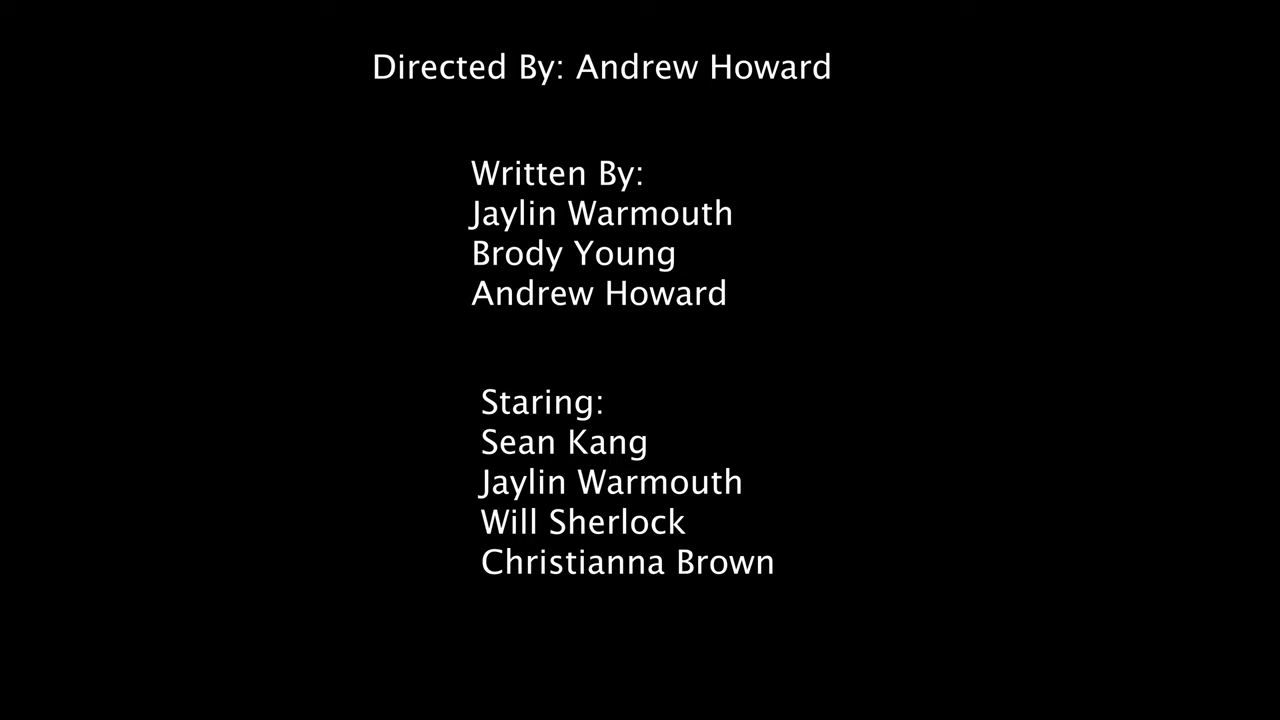 Directed By: Andrew Howard
Written By:
Jaylin Warmouth
Brody Young
Andrew Howard
Staring:
Sean Kang
Jaylin Warmouth
Will Sherlock
Christianna Brown